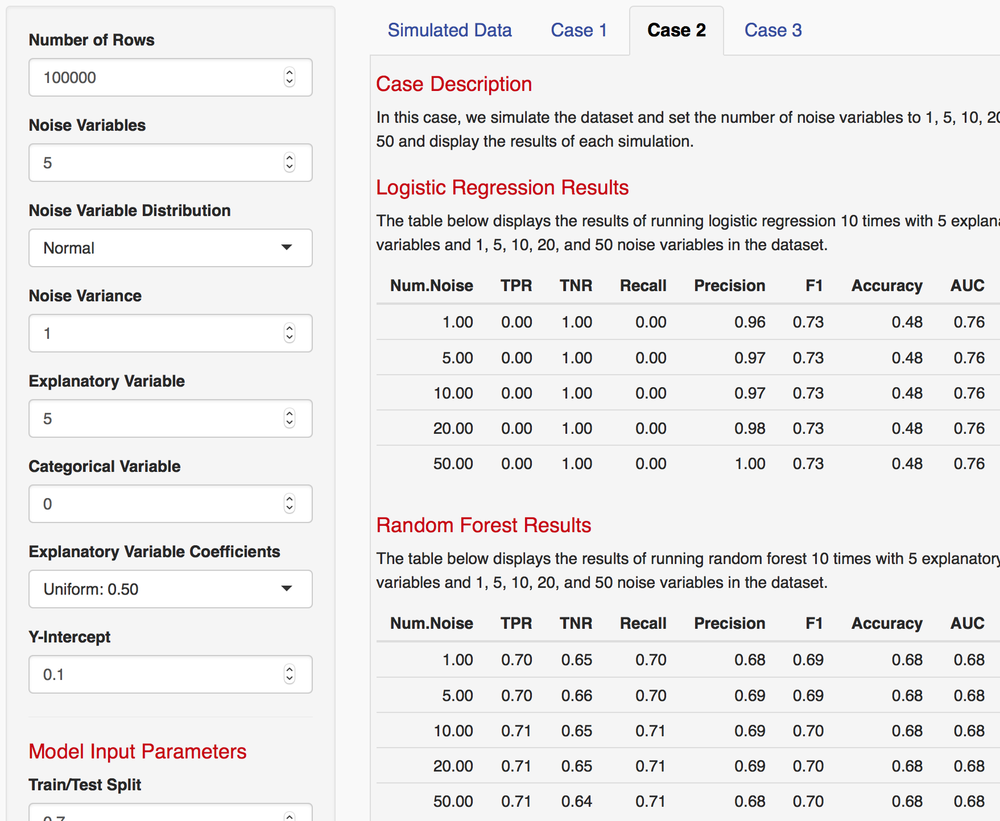 Number of Rows
100000
Noise Variables
5
Noise Variable Distribution
Normal
Noise Variance
1
Explanatory Variable
5
Categorical Variable
0
Explanatory Variable Coefficients
Uniform: 0.50
Y-Intercept
0.1
Model Input Parameters
Train/Test Split
Simulated Data Case 1 Case 2 Case 3
Case Description
In this case, we simulate the dataset and set the number of noise variables to 1, 5, 10,
50 and display the results of each simulation.
Logistic Regression Results
The table below displays the results of running logistic regression 10 times with 5
variables and 1, 5, 10, 20, and 50 noise variables in the dataset.
Num.Noise TPR TNR Recall Precision F1 Accuracy AUC
1.00 0.00 1.00 0.00 0.96 0.73 0.48 0.76
5.00 0.00 1.00 0.00 0.97 0.73 0.48 0.76
10.00 0.00 1.00 0.00 0.97 0.73 0.48 0.76
20.00 0.00 1.00 0.00 0.98 0.73 0.48 0.76
50.00 0.00 1.00 0.00 1.00 0.73 0.48 0.76
Random Forest Results
The table below displays the results of running random forest 10 times with 5 explanatory
variables and 1, 5, 10, 20, and 50 noise variables in the dataset.
Num.Noise TPR TNR Recall Precision F1 Accuracy AUC
1.00 0.70 0.65 0.70 0.68 0.69 0.68 0.68
5.00 0.70 0.66 0.70 0.69 0.69 0.68 0.68
10.00 0.71 0.65 0.71 0.69 0.70 0.68 0.68
20.00 0.71 0.65 0.71 0.69 0.70 0.68 0.68
50.00 0.71 0.64 0.71 0.68 0.70 0.68 0.68